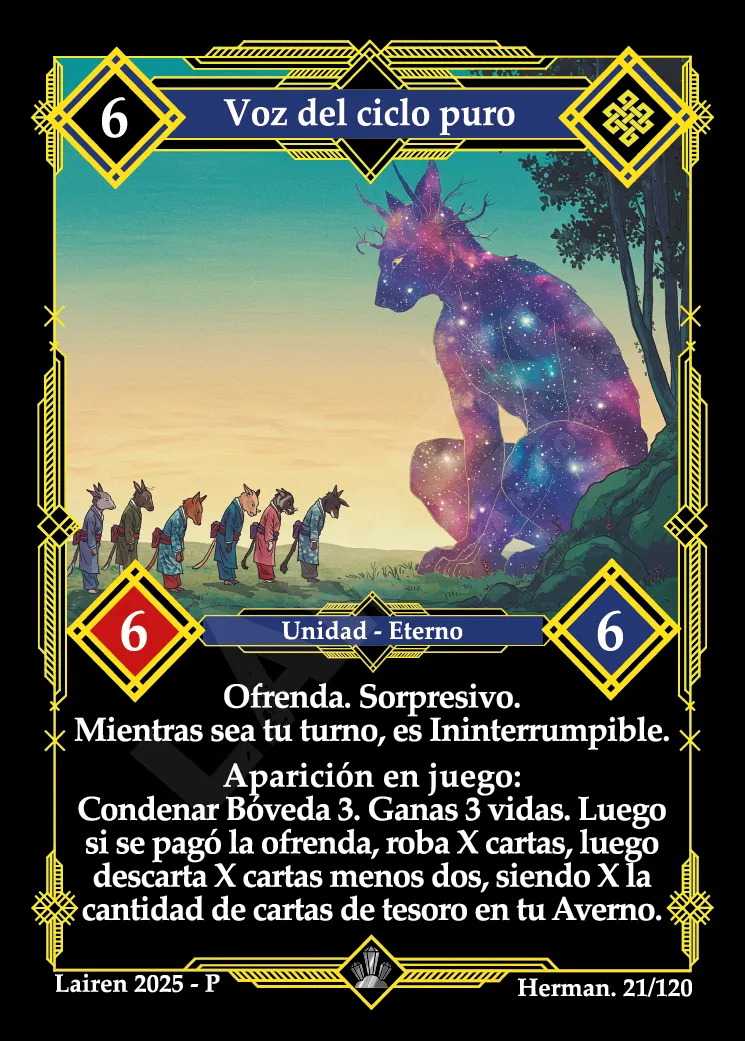 6
Voz del ciclo puro
6
Unidad - Eterno
6
Ofrenda. Sorpresivo.
Mientras sea tu turno, es Ininterrumpible.
Aparición en juego:
Condenar Bóveda 3. Ganas 3 vidas. Luego
si se pagó la ofrenda, roba X cartas, luego
descarta X cartas menos dos, siendo X la
cantidad de cartas de tesoro en tu Averno.
Lairen 2025 - P
Herman. 21/120